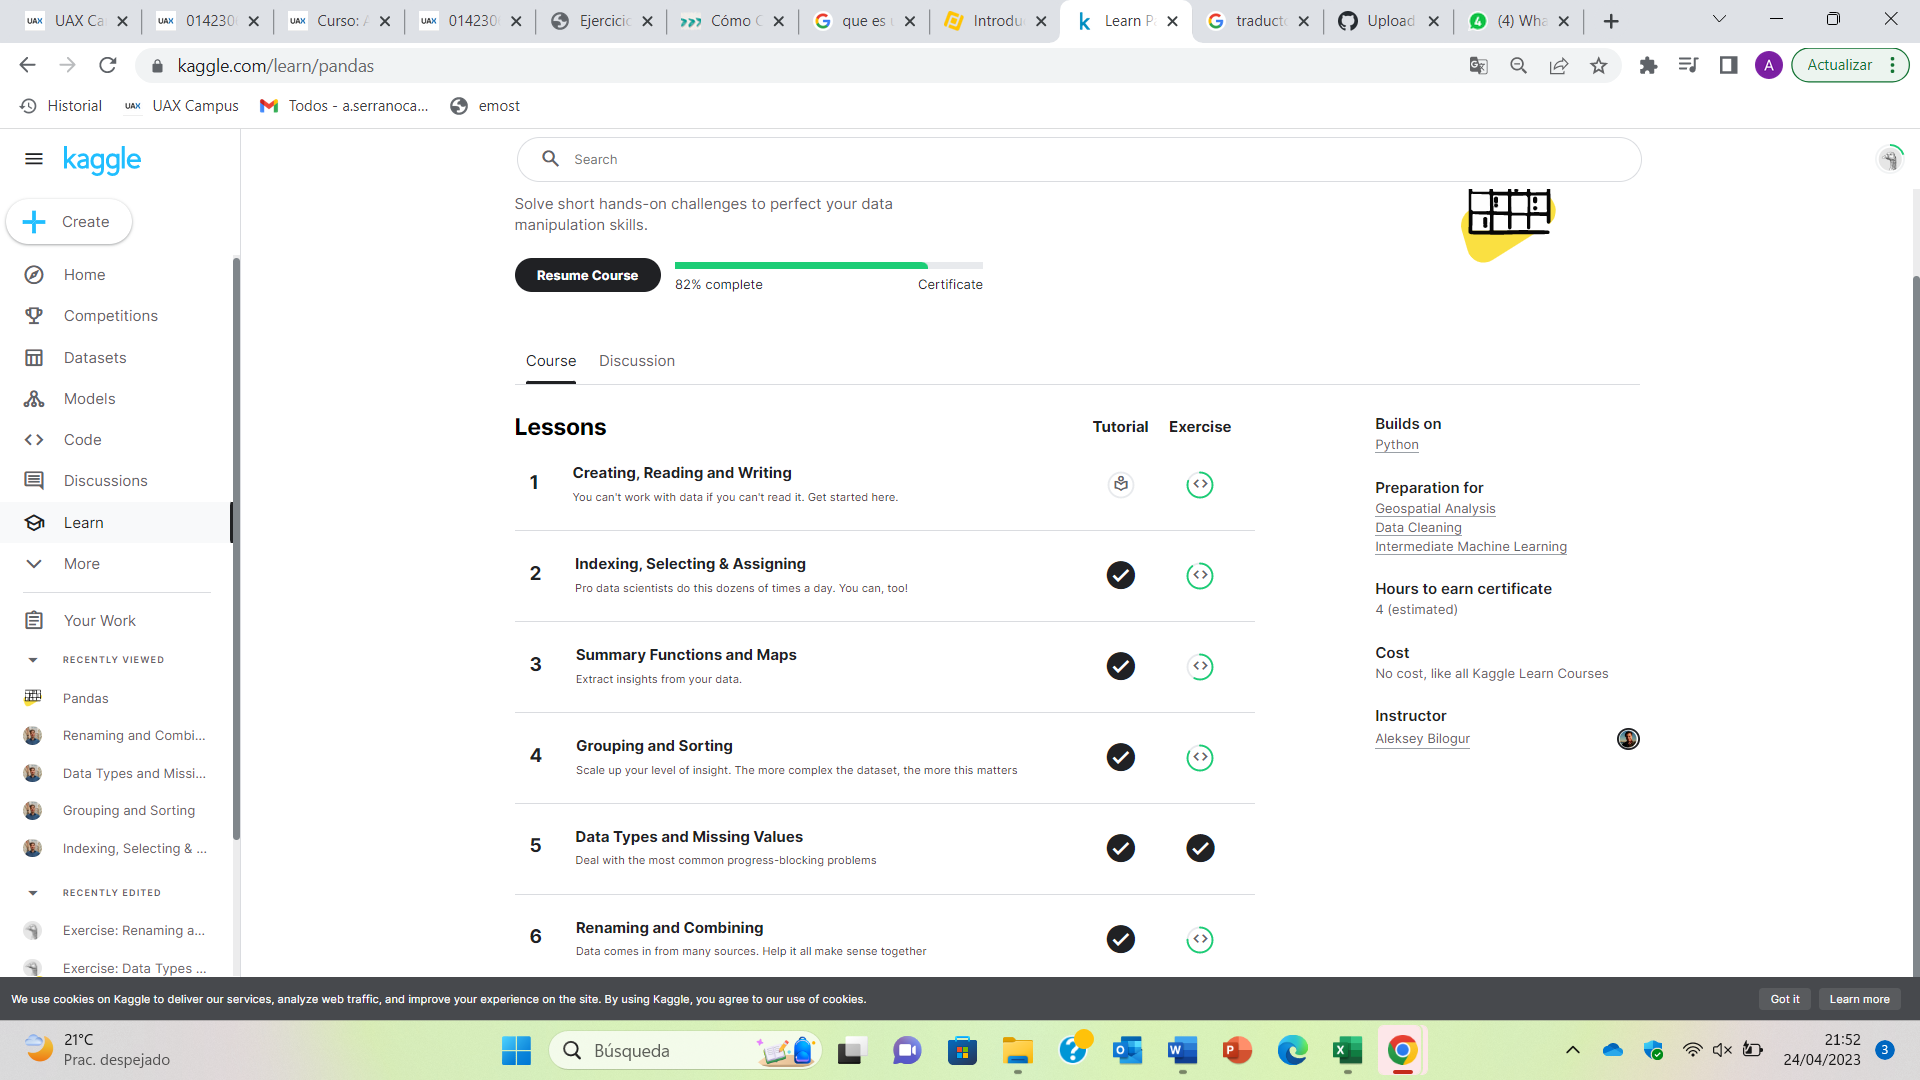 UAX Ca
014230
Curso: A
014230
Ejercicio
Cómo C
que es u
Introdu
Learn Pa
traducto
Upload
(4) Wha
kaggle.com/learn/pandas
A
Actualizar
Historial
UAX Campus
Todos - a.serranoca...
emost
kaggle
Search
Create
Solve short hands-on challenges to perfect your data
manipulation skills.
Resume Course
82% complete
Certificate
Home
Competitions
Datasets
Models
Code
Discussions
Learn
More
Your Work
RECENTLY VIEWED
Pandas
Renaming and Combi...
Data Types and Missi...
Grouping and Sorting
Indexing, Selecting & ...
RECENTLY EDITED
Exercise: Renaming a...
Exercise: Data Types ...
Course
Discussion
Lessons
Tutorial
Exercise
1
Creating, Reading and Writing
You can't work with data if you can't read it. Get started here.
2
Indexing, Selecting & Assigning
Pro data scientists do this dozens of times a day. You can, too!
3
Summary Functions and Maps
Extract insights from your data.
4
Grouping and Sorting
Scale up your level of insight. The more complex the dataset, the more this matters
5
Data Types and Missing Values
Deal with the most common progress-blocking problems
6
Renaming and Combining
Data comes in from many sources. Help it all make sense together
Builds on
Python
Preparation for
Geospatial Analysis
Data Cleaning
Intermediate Machine Learning
Hours to earn certificate
4 (estimated)
Cost
No cost, like all Kaggle Learn Courses
Instructor
Aleksey Bilogur
We use cookies on Kaggle to deliver our services, analyze web traffic, and improve your experience on the site. By using Kaggle, you agree to our use of cookies.
Got it
Learn more
21°C
Prac. despejado
Búsqueda
21:52
24/04/2023
3